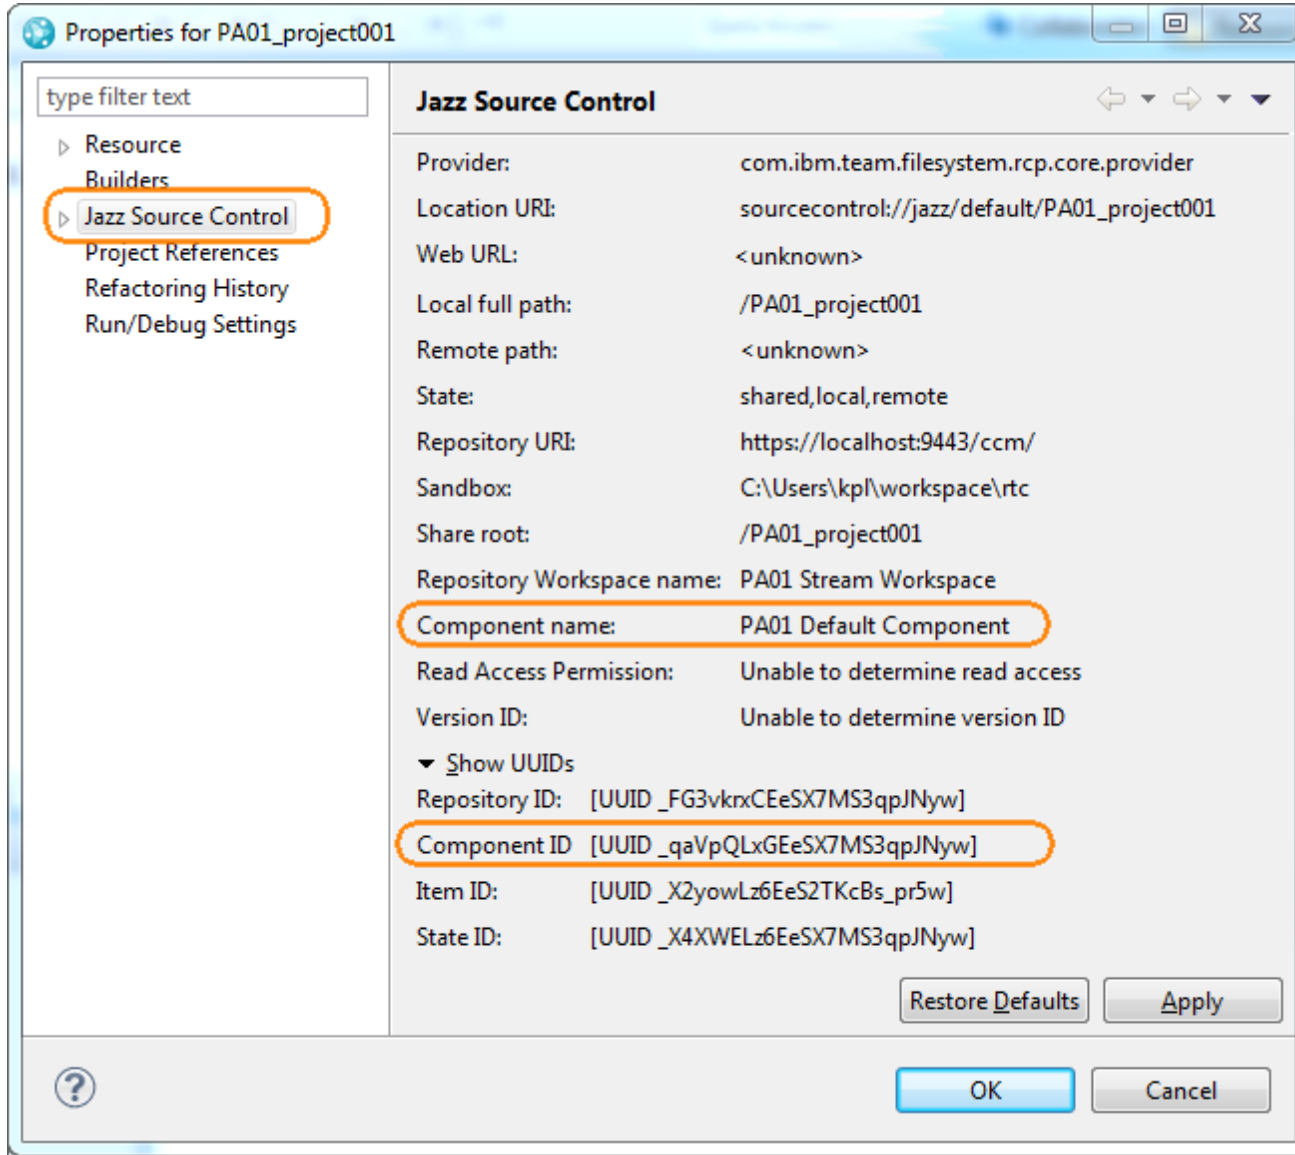 Properties for PA01_project001
type filter text
Resource
Builders
Jazz Source Control
Project References
Refactoring History
Run/Debug Settings
Jazz Source Control
Provider: com.ibm.team.filesystem.rcp.core.provider
Location URI: sourcecontrol://jazz/default/PA01_project001
Web URL: <unknown>
Local full path: /PA01_project001
Remote path: <unknown>
State: shared,local,remote
Repository URI: https://localhost:9443/ccm/
Sandbox: C:\Users\kpl\workspace\rtc
Share root: /PA01_project001
Repository Workspace name: PA01 Stream Workspace
Component name: PA01 Default Component
Read Access Permission: Unable to determine read access
Version ID: Unable to determine version ID
Show UUIDs
Repository ID: [UUID _FG3vkrxCEeSX7MS3qpJNyw]
Component ID [UUID _qaVpQLxGEeSX7MS3qpJNyw]
Item ID: [UUID _X2yowLz6EeS2TKcBs_pr5w]
State ID: [UUID _X4XWELz6EeSX7MS3qpJNyw]
Restore Defaults Apply
OK Cancel